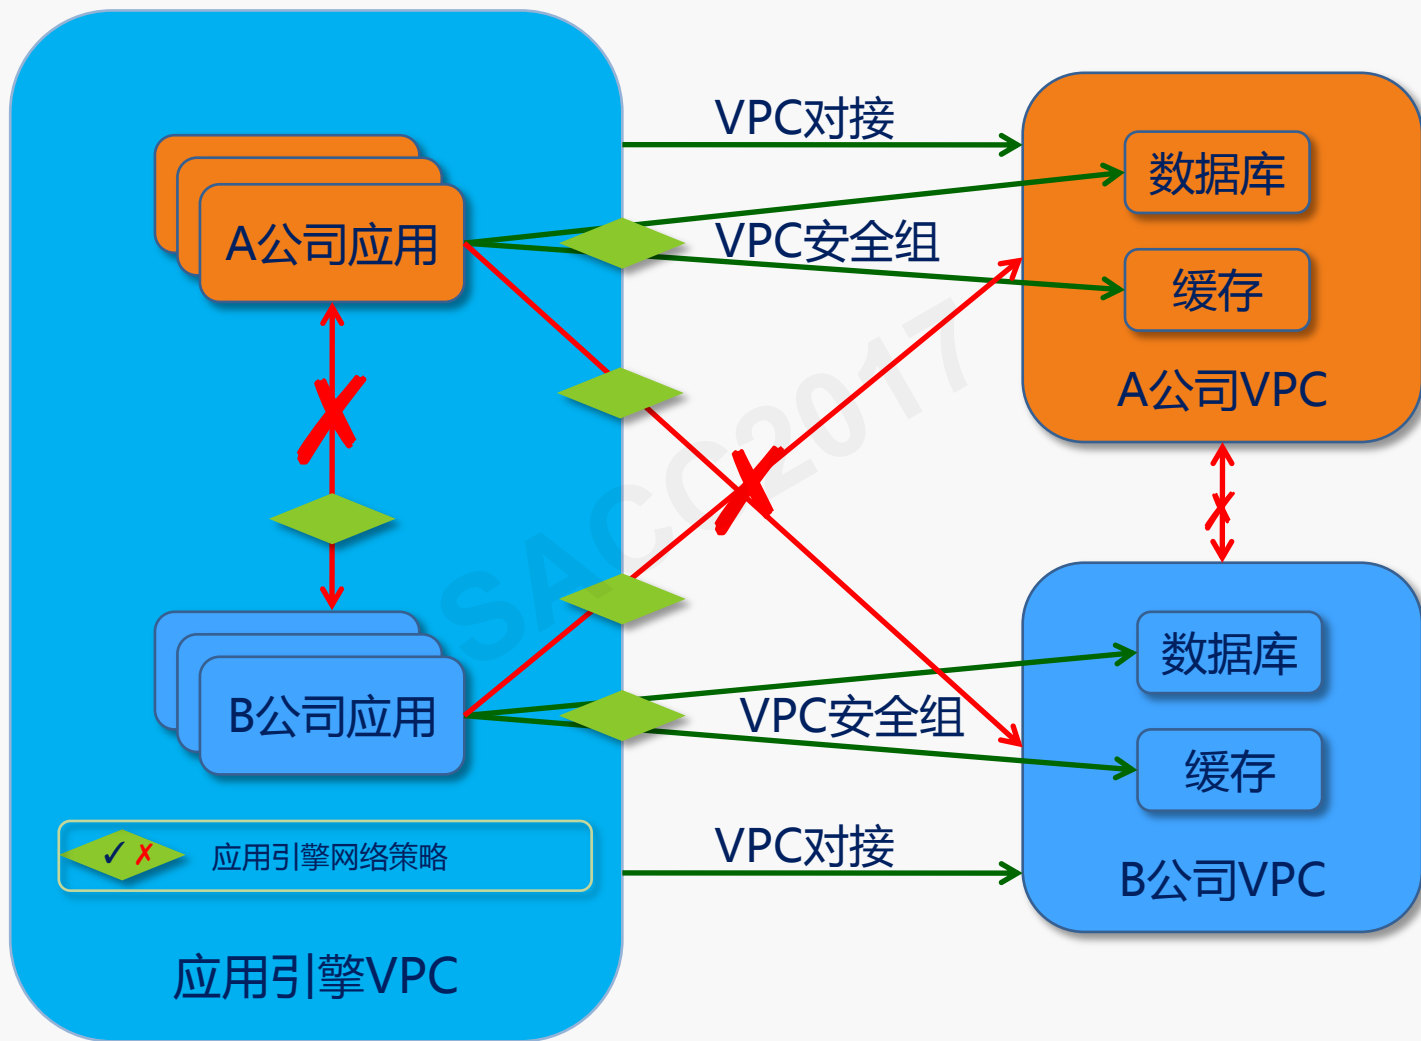 VPC对接
数据库
A公司应用
VPC安全组
缓存
A公司VPC
SACC2017
数据库
B公司应用
VPC安全组
缓存
VPC对接
✓✗ 应用引擎网络策略
B公司VPC
应用引擎VPC